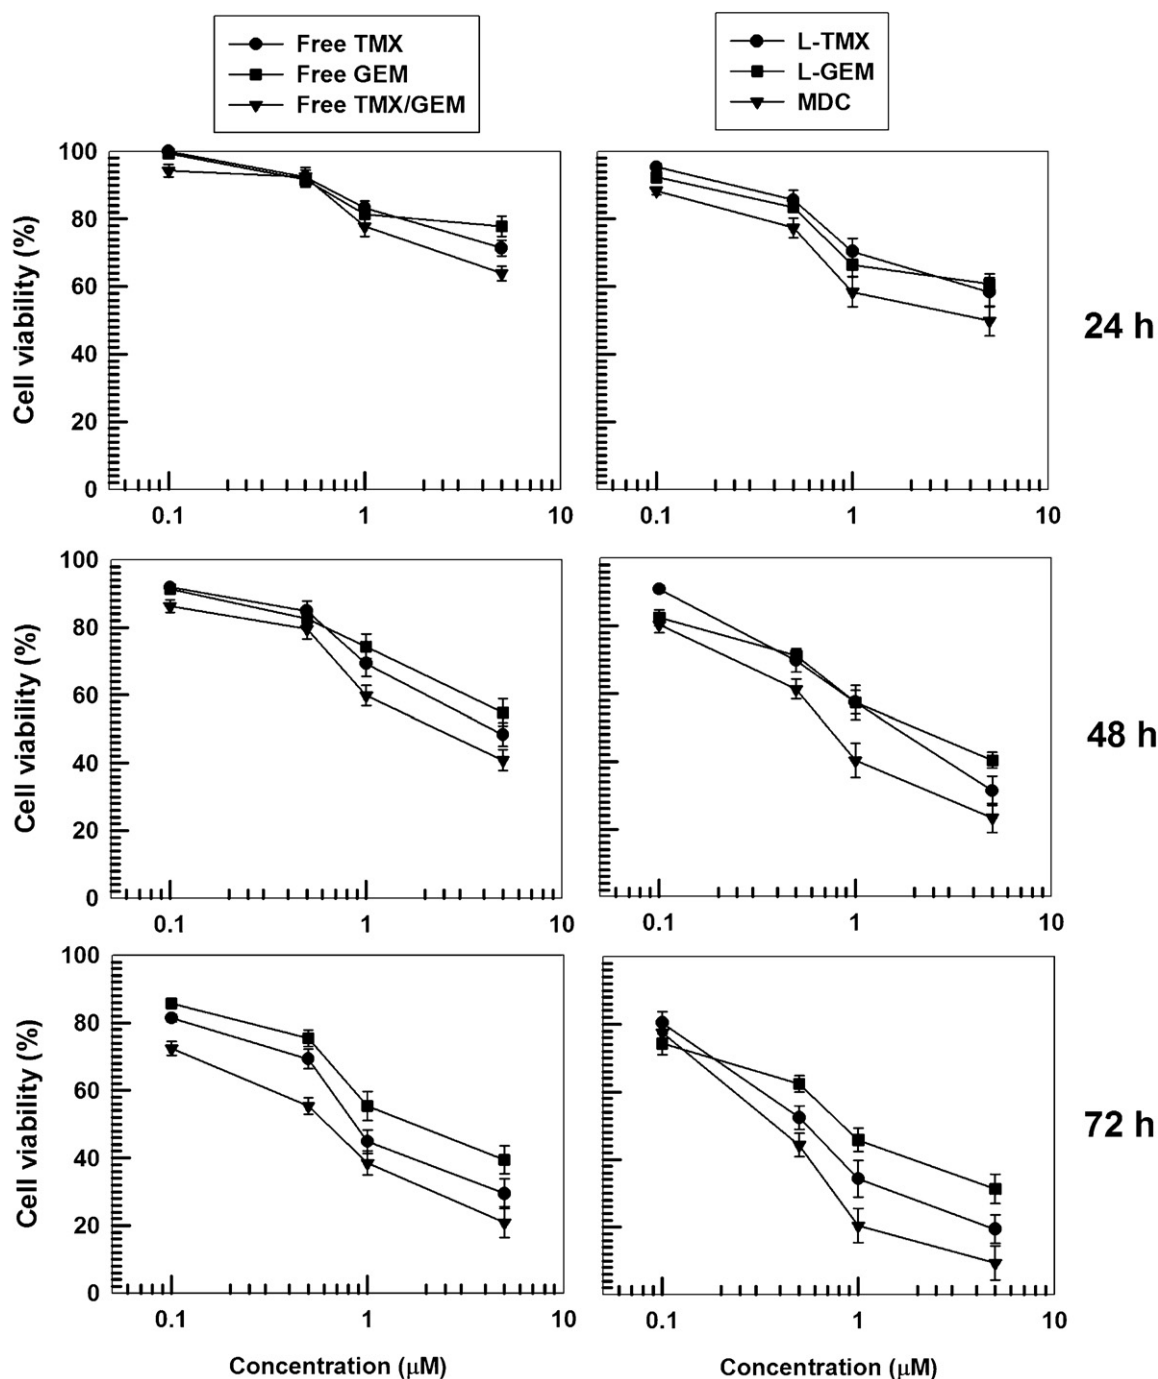 Free TMX
Free GEM
Free TMX/GEM
L-TMX
L-GEM
MDC
Cell viability (%)
100
80
60
40
20
0
0.1 1 10
0.1 1 10
24 h
Cell viability (%)
100
80
60
40
20
0
0.1 1 10
0.1 1 10
48 h
Cell viability (%)
100
80
60
40
20
0
0.1 1 10
0.1 1 10
72 h
Concentration (μM)
Concentration (μM)